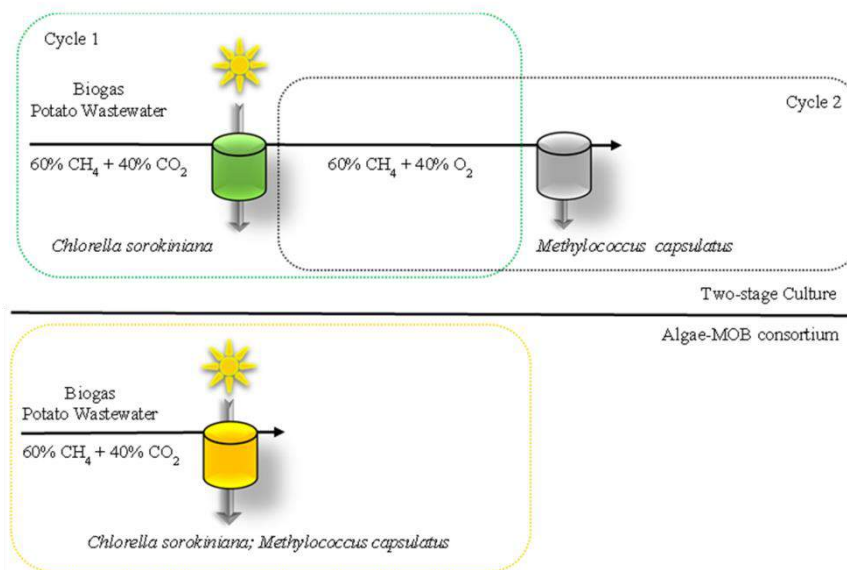 Cycle 1
Biogas
Potato Wastewater
Cycle 2
60% CH₄ + 40% CO₂
60% CH₄ + 40% O₂
Chlorella sorokiniana
Methylococcus capsulatus
Two-stage Culture
Algae-MOB consortium
Biogas
Potato Wastewater
60% CH₄ + 40% CO₂
Chlorella sorokiniana; Methylococcus capsulatus